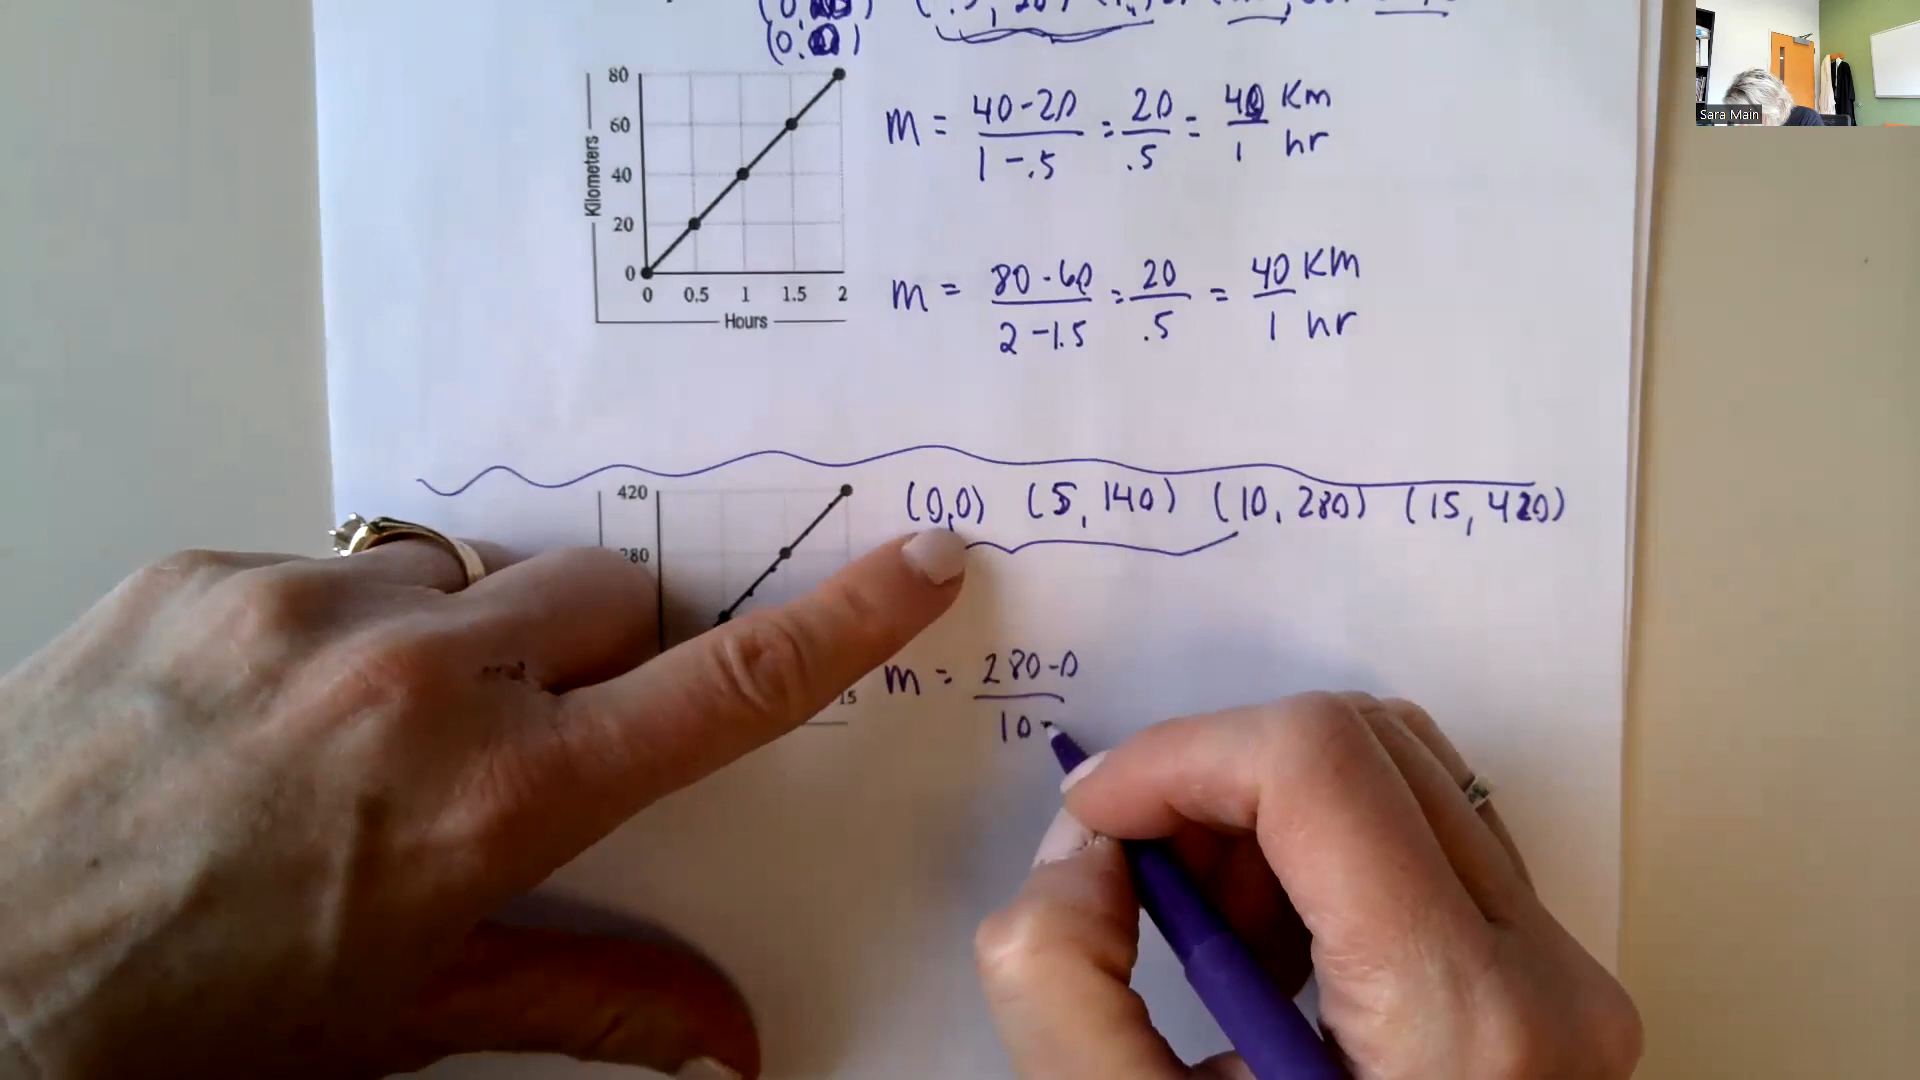 (0,
(0, )
Sara Main
80
60
40
20
0
0 0.5 1 1.5 2
Kilometers
Hours
m = 40-20 / 1-.5 = 20 / .5 = 40 / 1 Km / hr
m = 80-60 / 2-1.5 = 20 / .5 = 40 / 1 KM / hr
420
280
15
(0,0) (5, 140) (10, 280) (15, 420)
m = 280-0 / 10-